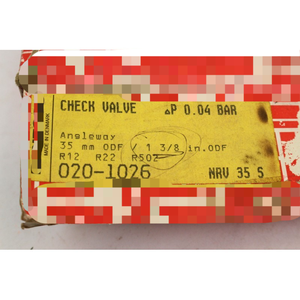 CHECK VALVE ΔP 0.04 BAR
Angleway
35 mm ODF / 1 3/8 in.ODF
R12 R22 R502
020-1026 NRV 35 S
MADE IN DENMARK